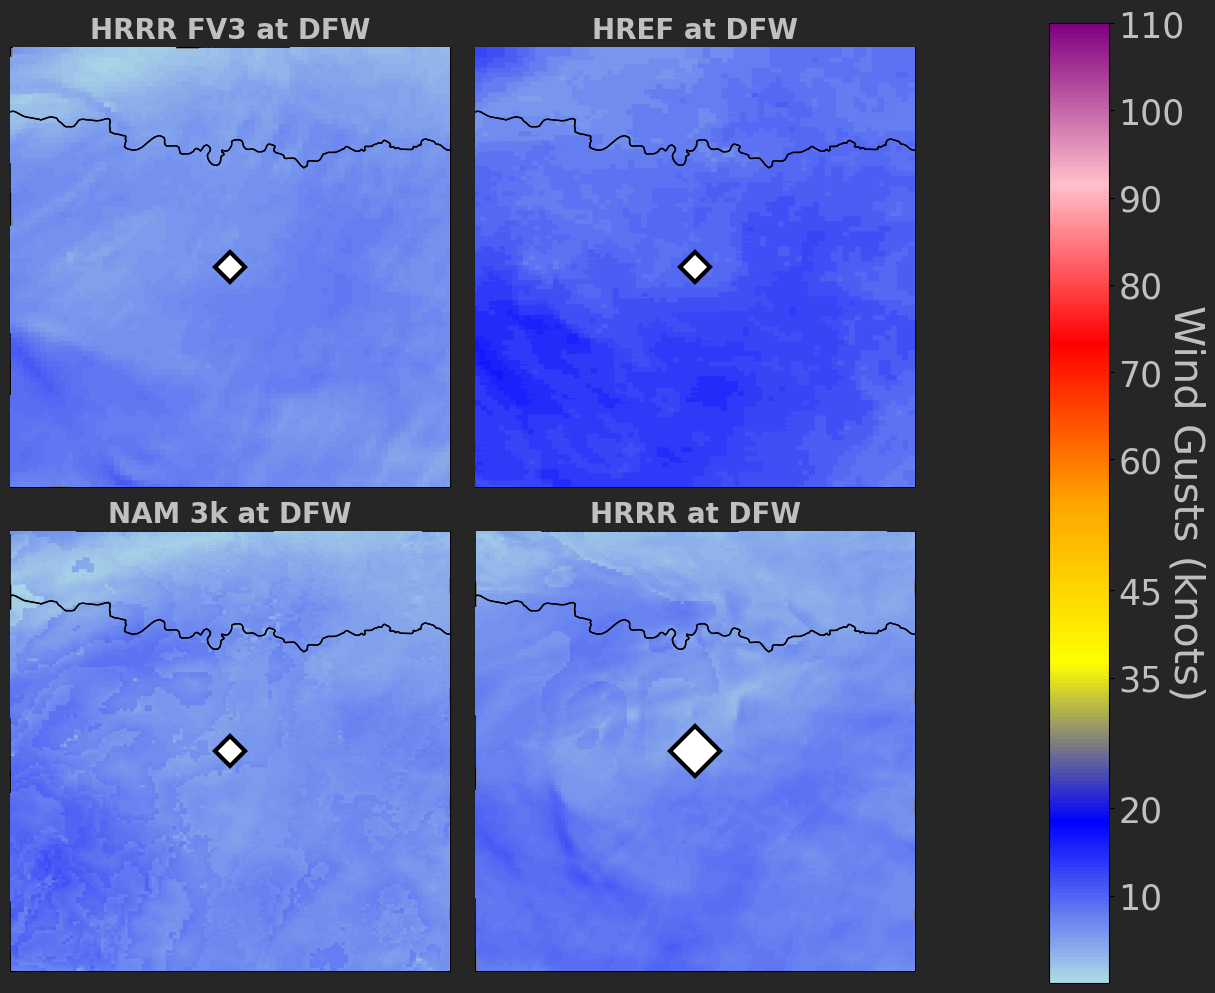 HRRR FV3 at DFW
HREF at DFW
NAM 3k at DFW
HRRR at DFW
110
100
90
80
70
60
45
35
20
10
Wind Gusts (knots)